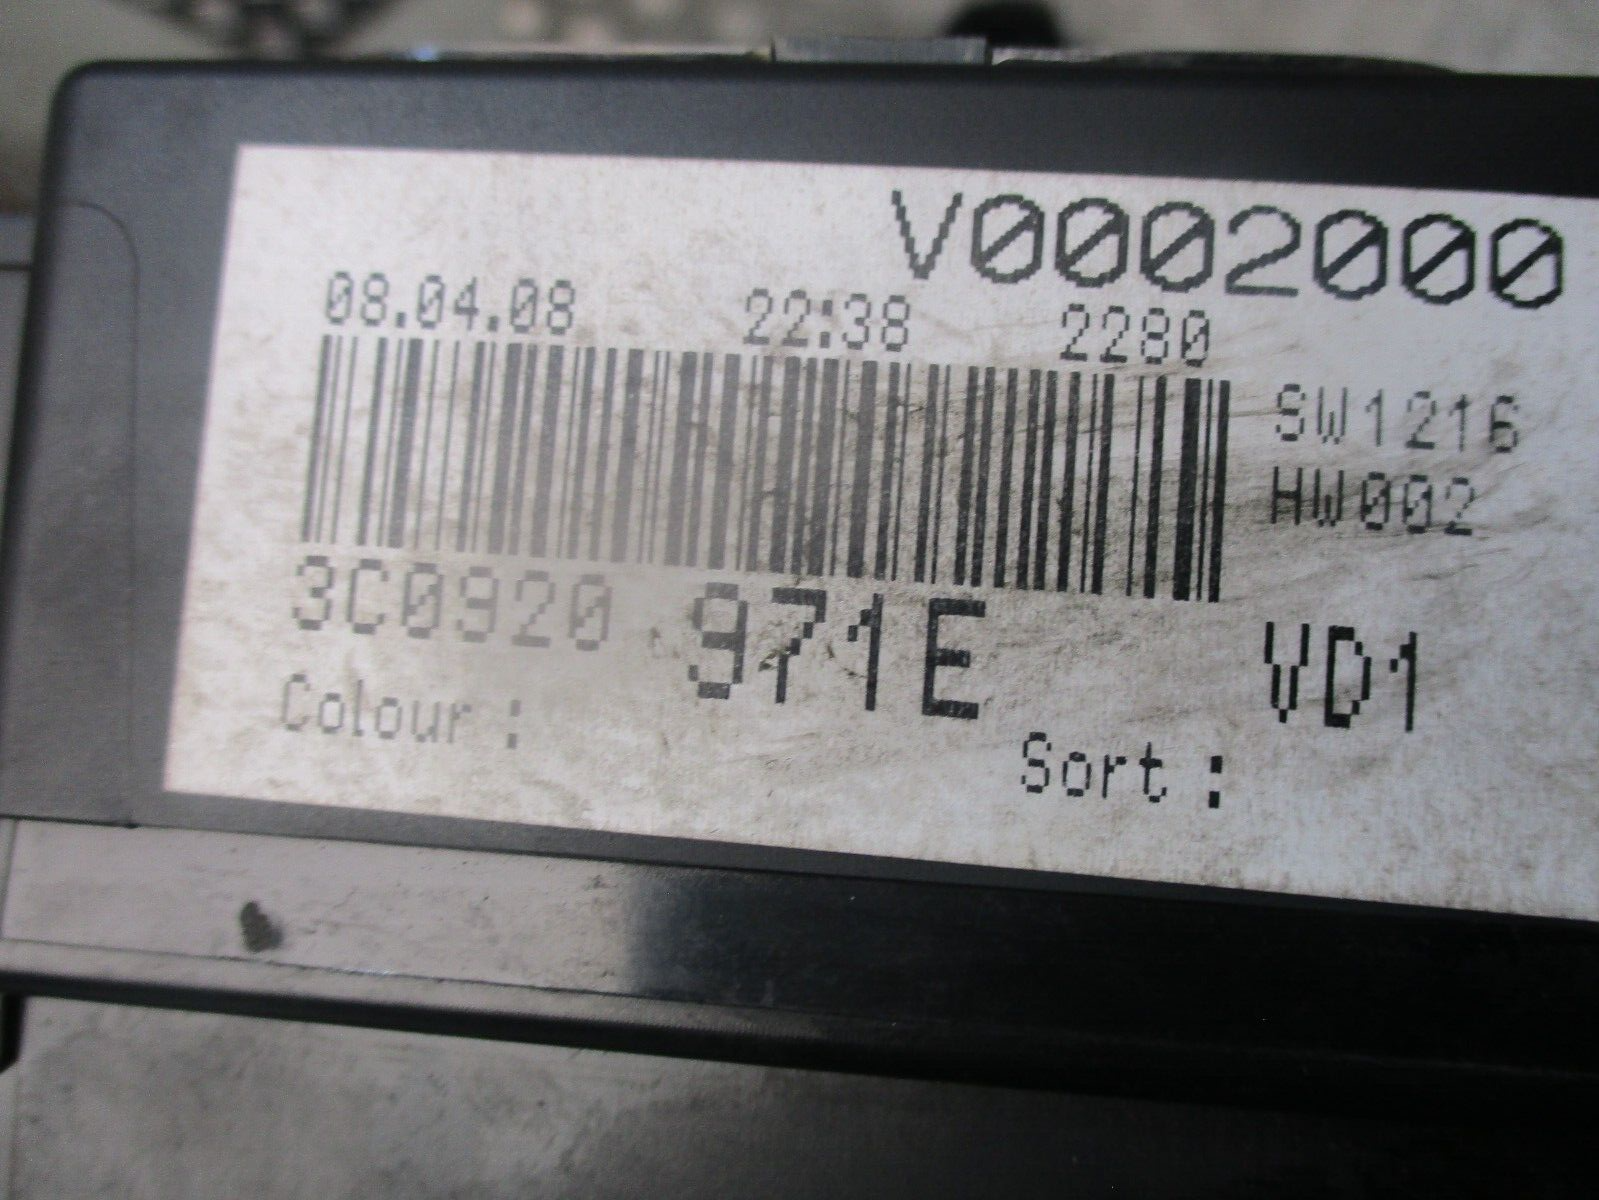 V0002000
08.04.08 22:38 2280
SW1216
HW002
3C0920 971E VD1
Colour :
Sort :